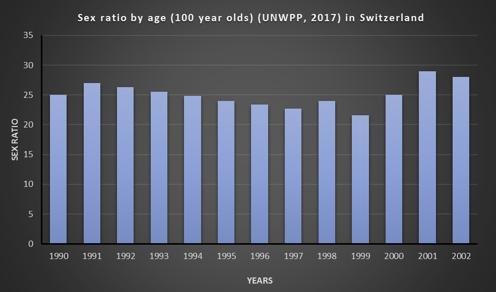 Sex ratio by age (100 year olds) (UNWPP, 2017) in Switzerland
35
30
25
20
15
10
5
0
SEX RATIO
1990 1991 1992 1993 1994 1995 1996 1997 1998 1999 2000 2001 2002
YEARS